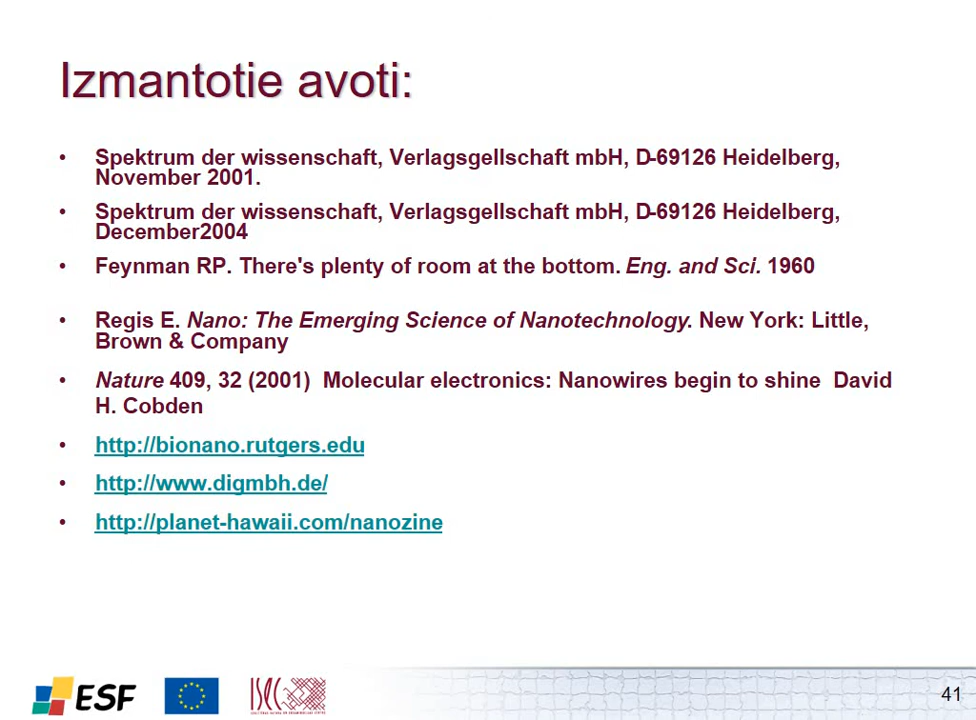 Izmantotie avoti:
• Spektrum der wissenschaft, Verlagsgellschaft mbH, D-69126 Heidelberg,
November 2001.
• Spektrum der wissenschaft, Verlagsgellschaft mbH, D-69126 Heidelberg,
December2004
• Feynman RP. There's plenty of room at the bottom. Eng. and Sci. 1960
• Regis E. Nano: The Emerging Science of Nanotechnology. New York: Little,
Brown & Company
• Nature 409, 32 (2001)  Molecular electronics: Nanowires begin to shine  David
H. Cobden
• http://bionano.rutgers.edu
• http://www.digmbh.de/
• http://planet-hawaii.com/nanozine
ESF
41